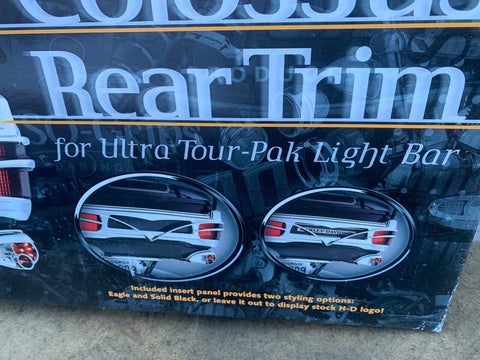 Colossus
Rear Trim
for Ultra Tour-Pak Light Bar
Included insert panel provides two styling options:
Eagle and Solid Black, or leave it out to display stock H-D logo!